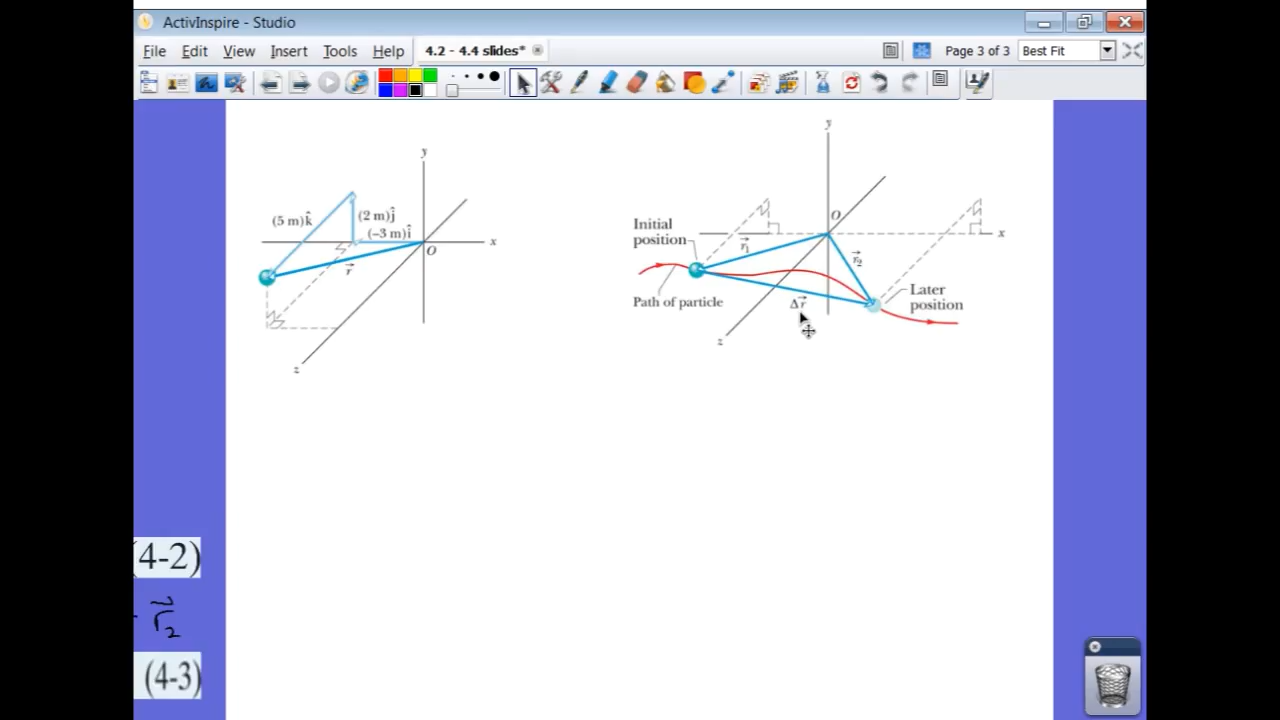 ActivInspire - Studio
File Edit View Insert Tools Help 4.2 - 4.4 slides* Page 3 of 3 Best Fit
y
(5 m)k̂
(2 m)ĵ
(−3 m)î
x
O
r⃗
z
y
O
Initial
position
r⃗1
x
r⃗2
Path of particle
Δr⃗
Later
position
z
(4-2)
r⃗2
(4-3)